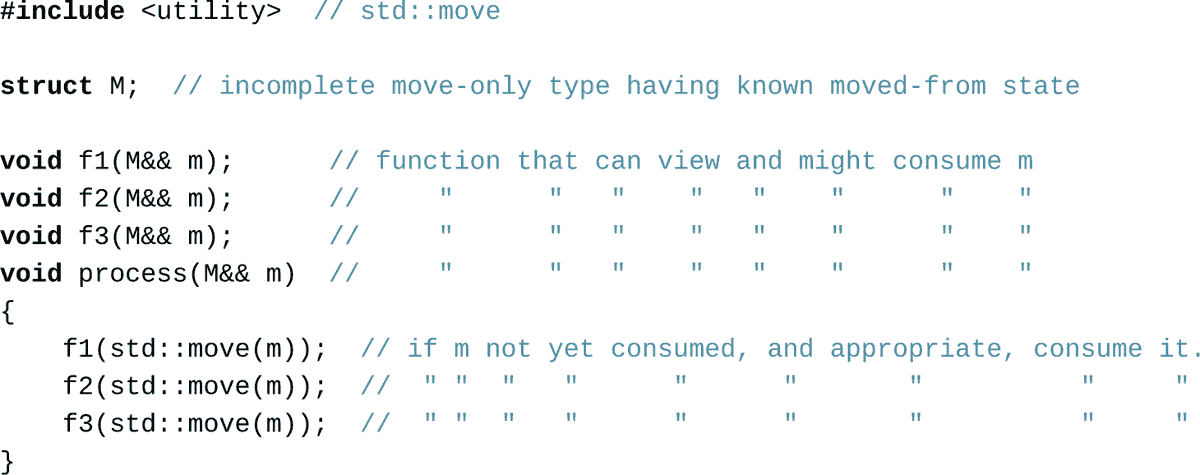 #include <utility>  // std::move
struct M;  // incomplete move-only type having known moved-from state
void f1(M&& m);      // function that can view and might consume m
void f2(M&& m);      //     "      "   "    "   "    "      "    "
void f3(M&& m);      //     "      "   "    "   "    "      "    "
void process(M&& m)  //     "      "   "    "   "    "      "    "
{
    f1(std::move(m));  // if m not yet consumed, and appropriate, consume it.
    f2(std::move(m));  //  " "  "   "      "      "       "          "     "
    f3(std::move(m));  //  " "  "   "      "      "       "          "     "
}